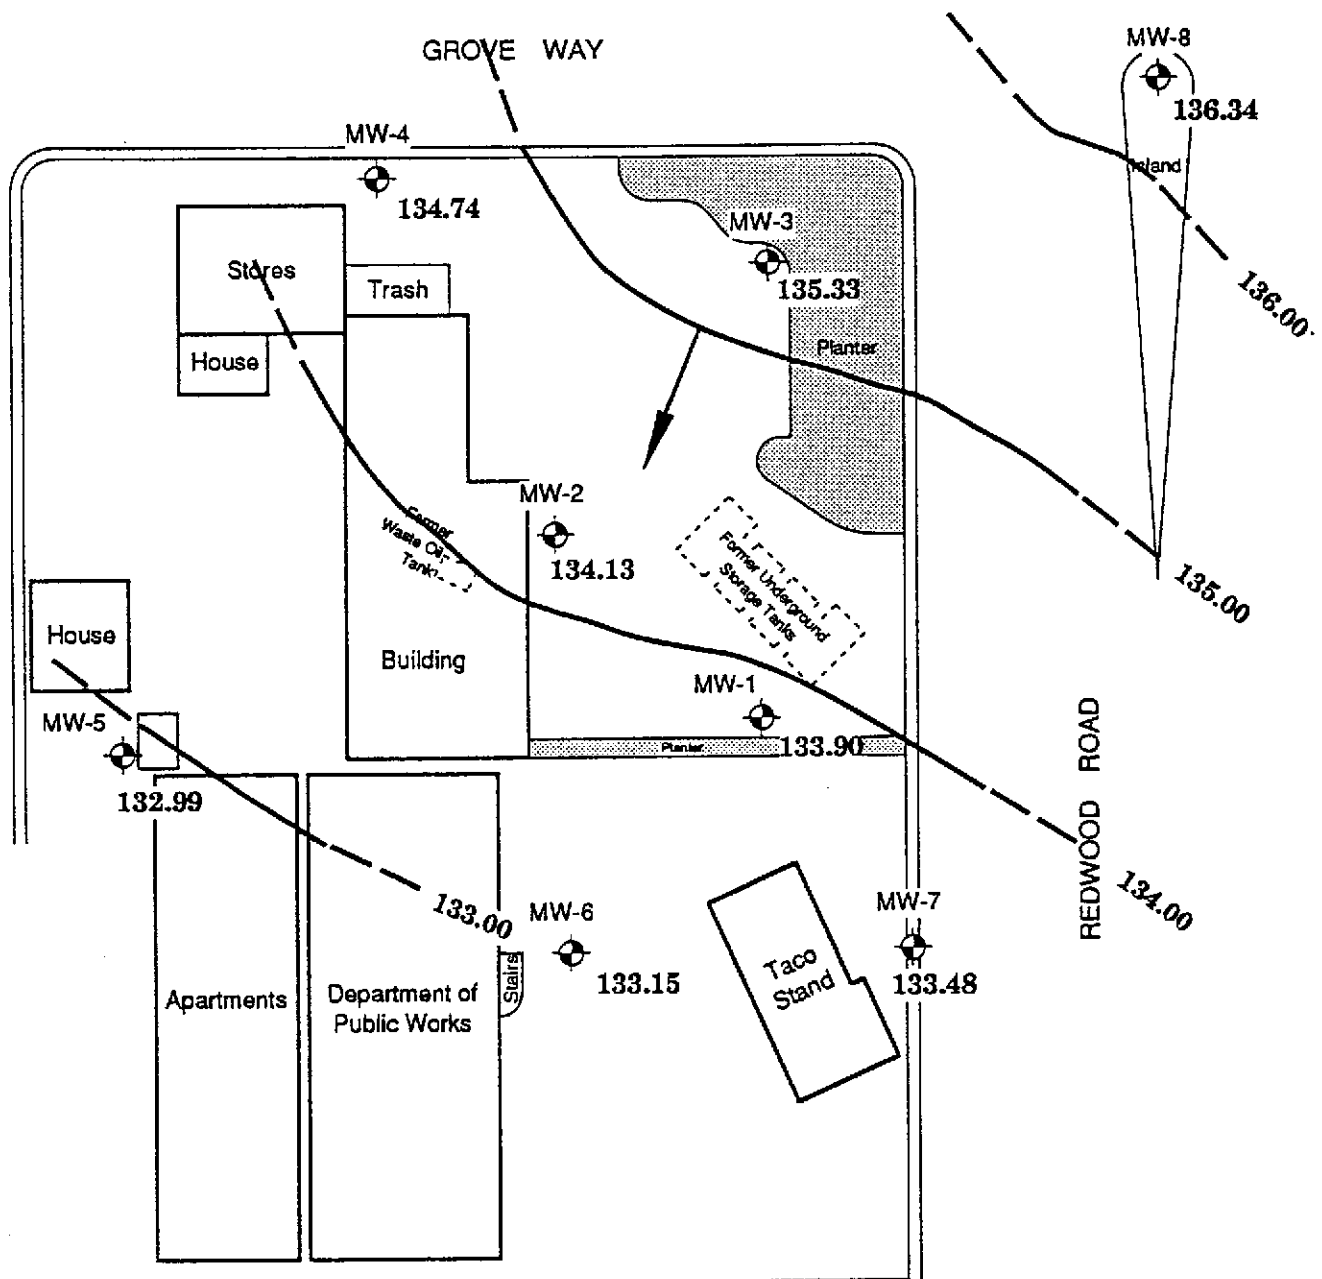 GROVE WAY
MW-8
136.34
MW-4
Island
134.74
MW-3
Stores
135.33
Trash
136.00
House
Planter
MW-2
Former
Waste Oil
Tank
134.13
Former Underground
Storage Tanks
135.00
House
Building
MW-1
MW-5
Planter
133.90
REDWOOD ROAD
132.99
134.00
133.00
MW-6
MW-7
Taco
Stand
Stairs
133.15
133.48
Apartments
Department of
Public Works